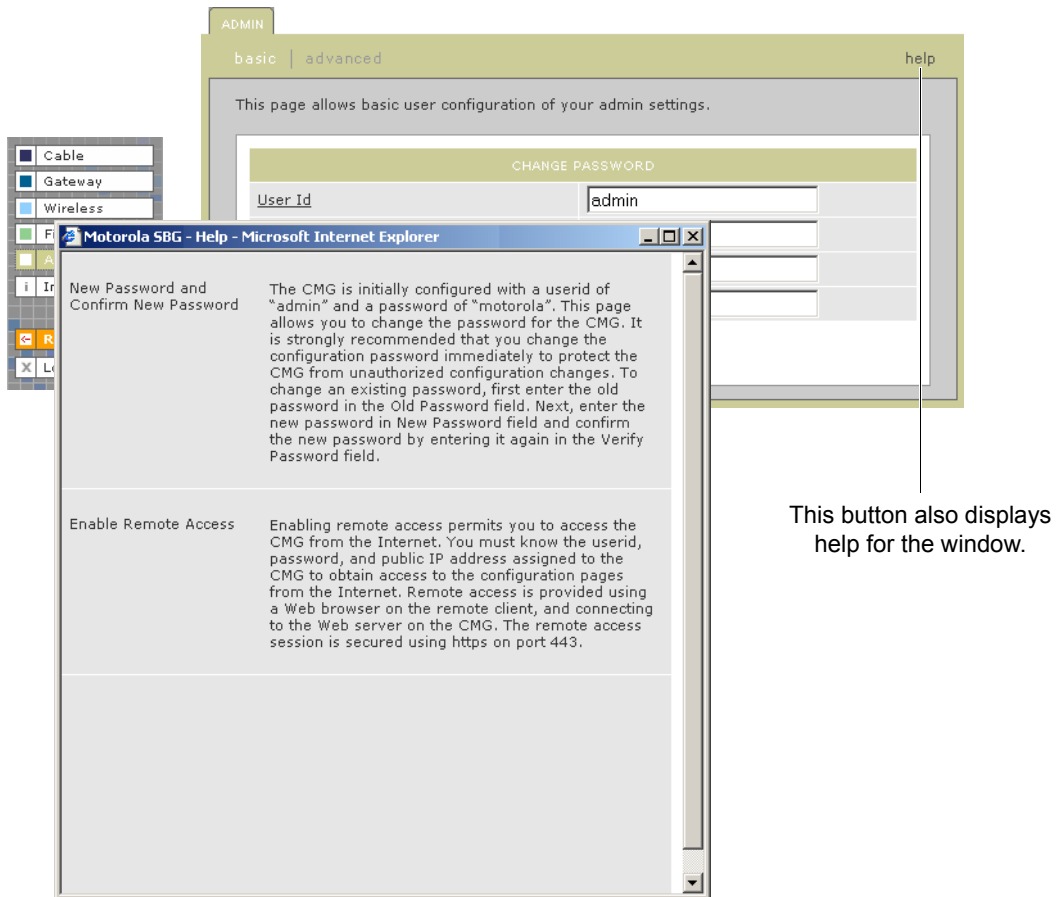 ADMIN
basic | advanced
help
This page allows basic user configuration of your admin settings.
CHANGE PASSWORD
User Id
admin
Cable
Gateway
Wireless
Motorola SBG - Help - Microsoft Internet Explorer
New Password and
Confirm New Password
The CMG is initially configured with a userid of
“admin” and a password of “motorola”. This page
allows you to change the password for the CMG. It
is strongly recommended that you change the
configuration password immediately to protect the
CMG from unauthorized configuration changes. To
change an existing password, first enter the old
password in the Old Password field. Next, enter the
new password in New Password field and confirm
the new password by entering it again in the Verify
Password field.
Enable Remote Access
Enabling remote access permits you to access the
CMG from the Internet. You must know the userid,
password, and public IP address assigned to the
CMG to obtain access to the configuration pages
from the Internet. Remote access is provided using
a Web browser on the remote client, and connecting
to the Web server on the CMG. The remote access
session is secured using https on port 443.
This button also displays
help for the window.